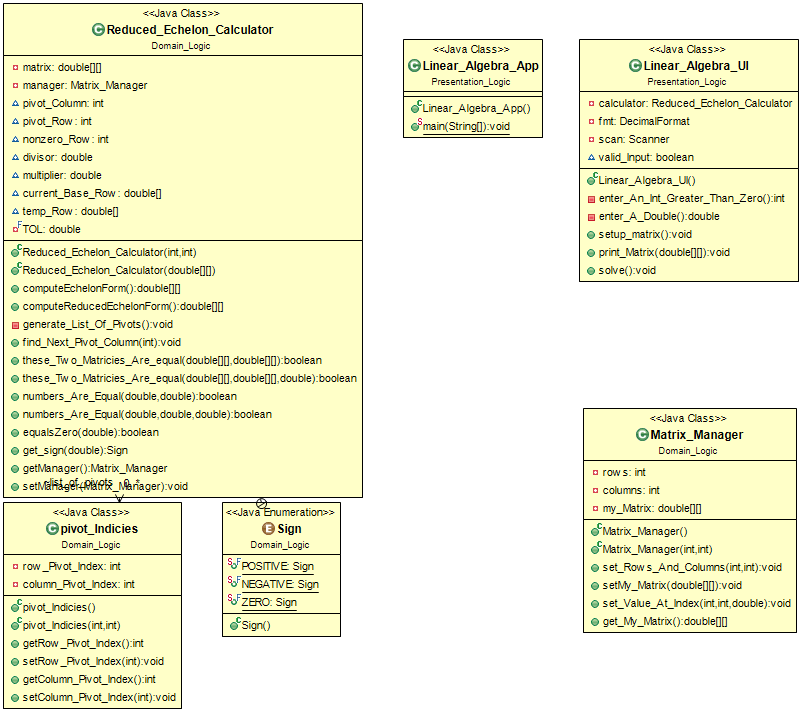 <<Java Class>>
Reduced_Echelon_Calculator
Domain_Logic
matrix: double[][]
manager: Matrix_Manager
pivot_Column: int
pivot_Row: int
nonzero_Row: int
divisor: double
multiplier: double
current_Base_Row: double[]
temp_Row: double[]
F TOL: double
C Reduced_Echelon_Calculator(int,int)
C Reduced_Echelon_Calculator(double[][])
computeEchelonForm():double[][]
computeReducedEchelonForm():double[][]
generate_List_Of_Pivots():void
find_Next_Pivot_Column(int):void
these_Two_Matricies_Are_equal(double[][],double[][]):boolean
these_Two_Matricies_Are_equal(double[][],double[][],double):boolean
numbers_Are_Equal(double,double):boolean
numbers_Are_Equal(double,double,double):boolean
equalsZero(double):boolean
get_sign(double):Sign
getManager():Matrix_Manager
setManager(Matrix_Manager):void
list_of_pivots 0..*
<<Java Class>>
Linear_Algebra_App
Presentation_Logic
C Linear_Algebra_App()
S main(String[]):void
<<Java Class>>
Linear_Algebra_UI
Presentation_Logic
calculator: Reduced_Echelon_Calculator
fmt: DecimalFormat
scan: Scanner
valid_Input: boolean
C Linear_Algebra_UI()
enter_An_Int_Greater_Than_Zero():int
enter_A_Double():double
setup_matrix():void
print_Matrix(double[][]):void
solve():void
<<Java Class>>
Matrix_Manager
Domain_Logic
rows: int
columns: int
my_Matrix: double[][]
C Matrix_Manager()
C Matrix_Manager(int,int)
set_Rows_And_Columns(int,int):void
setMy_Matrix(double[][]):void
set_Value_At_Index(int,int,double):void
get_My_Matrix():double[][]
<<Java Class>>
pivot_Indicies
Domain_Logic
row_Pivot_Index: int
column_Pivot_Index: int
C pivot_Indicies()
C pivot_Indicies(int,int)
getRow_Pivot_Index():int
setRow_Pivot_Index(int):void
getColumn_Pivot_Index():int
setColumn_Pivot_Index(int):void
<<Java Enumeration>>
Sign
Domain_Logic
S F POSITIVE: Sign
S F NEGATIVE: Sign
S F ZERO: Sign
C Sign()